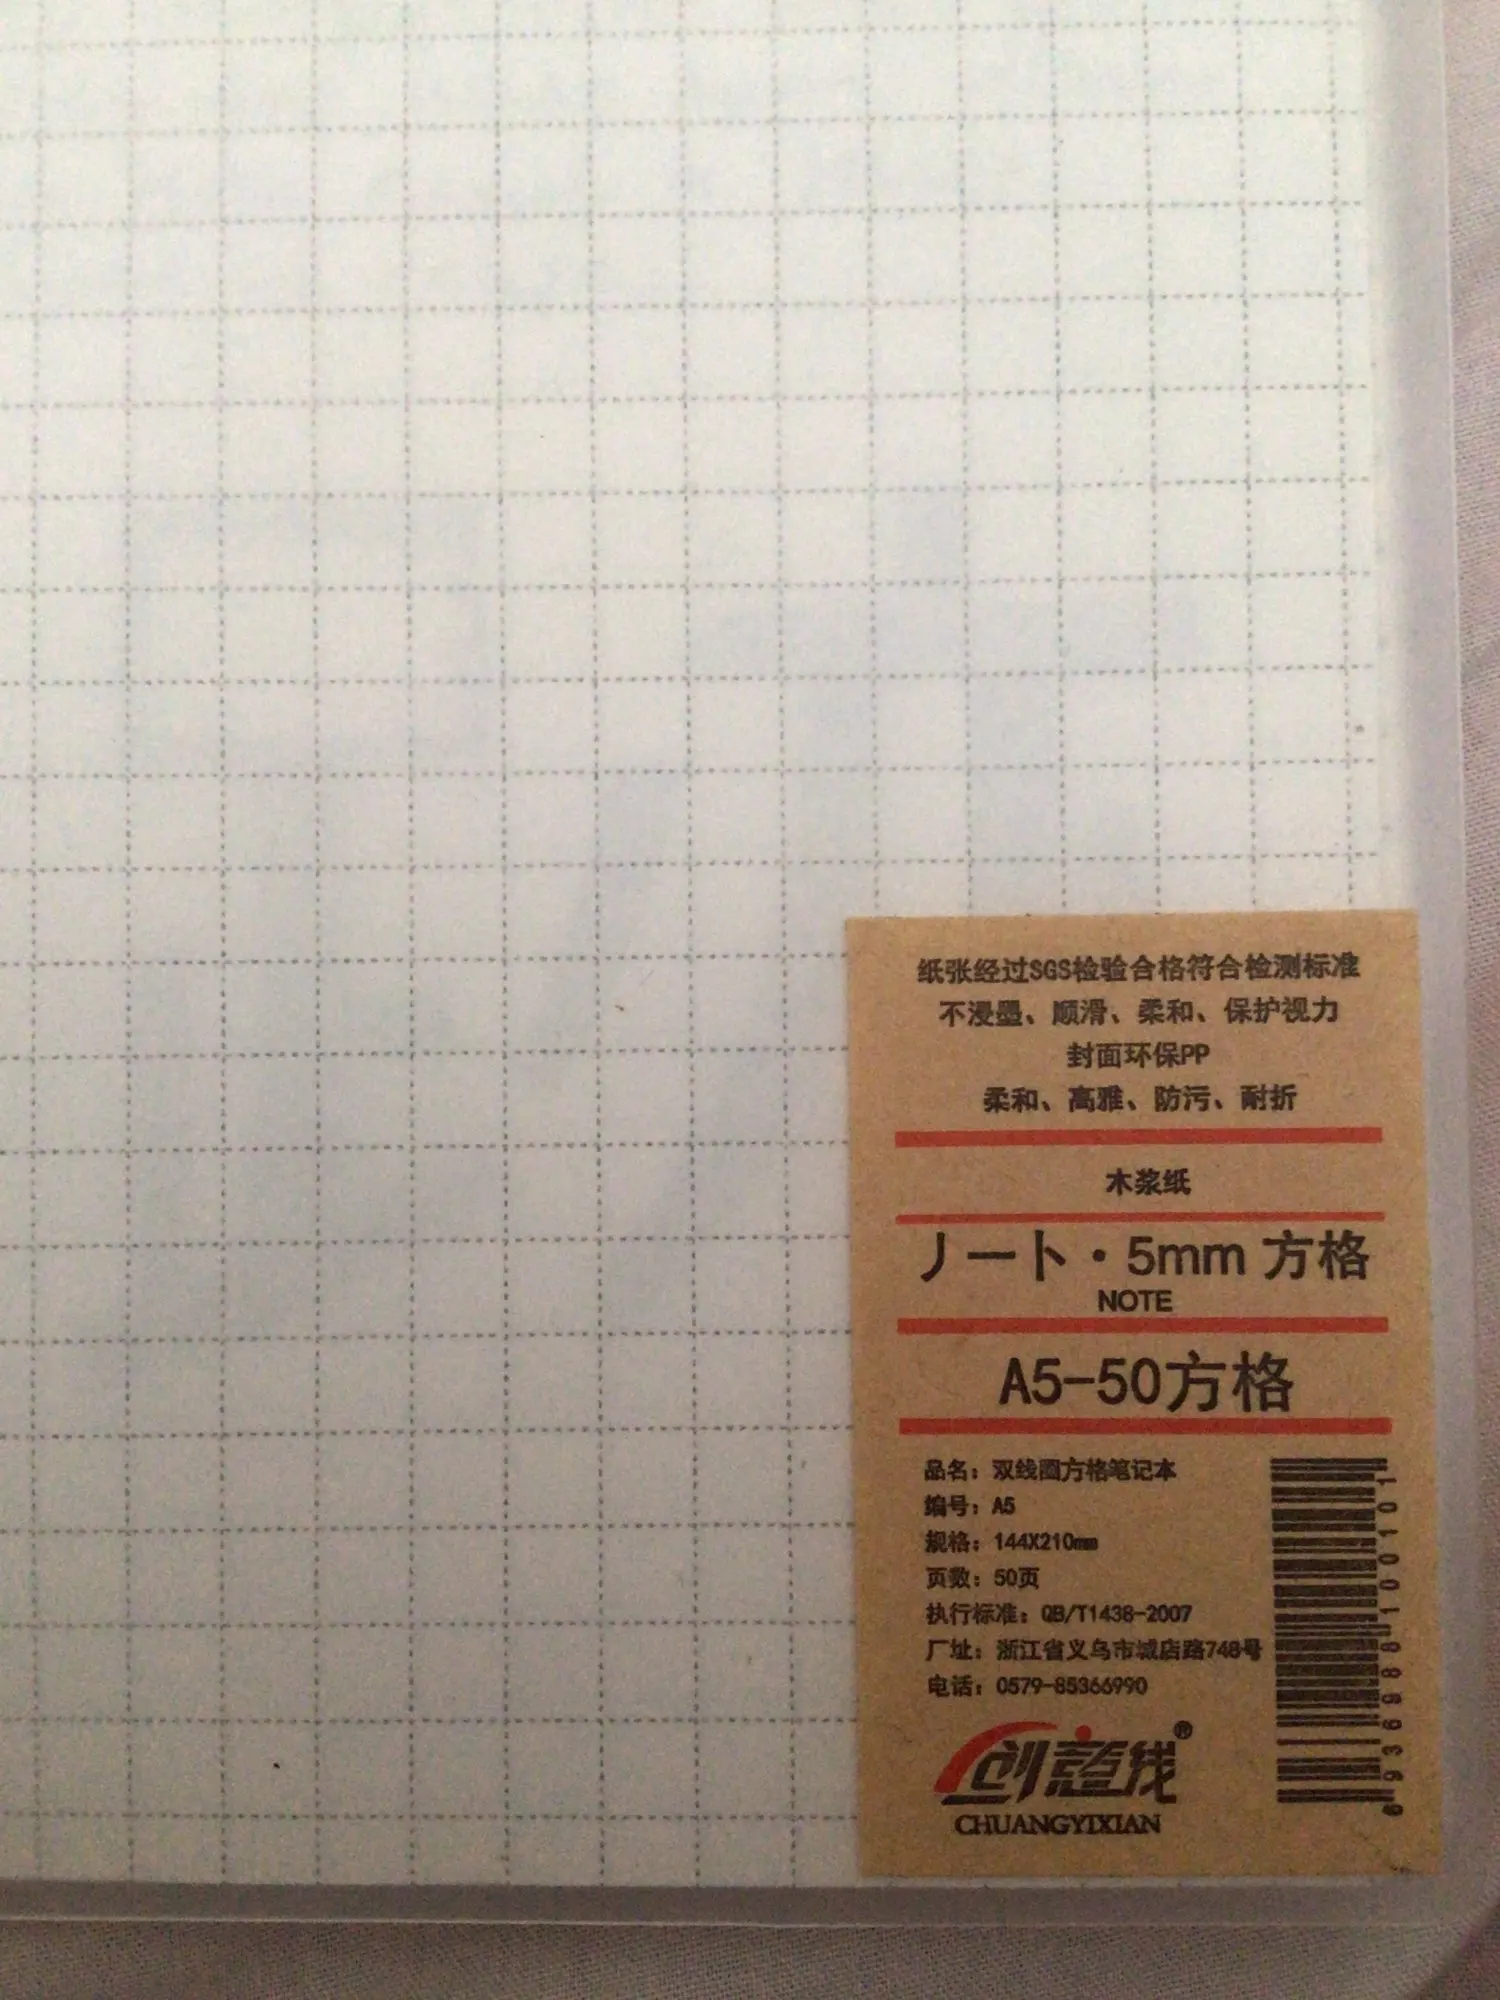 纸张经过SGS检验合格符合检测标准
不浸墨、顺滑、柔和、保护视力
封面环保PP
柔和、高雅、防污、耐折
木浆纸
ノート・5mm 方格
NOTE
A5-50方格
品名：双线圈方格笔记本
编号：A5
规格：144X210mm
页数：50页
执行标准：QB/T1438-2007
厂址：浙江省义乌市城店路748号
电话：0579-85366990
创意线®
CHUANGYIXIAN
6936988100101